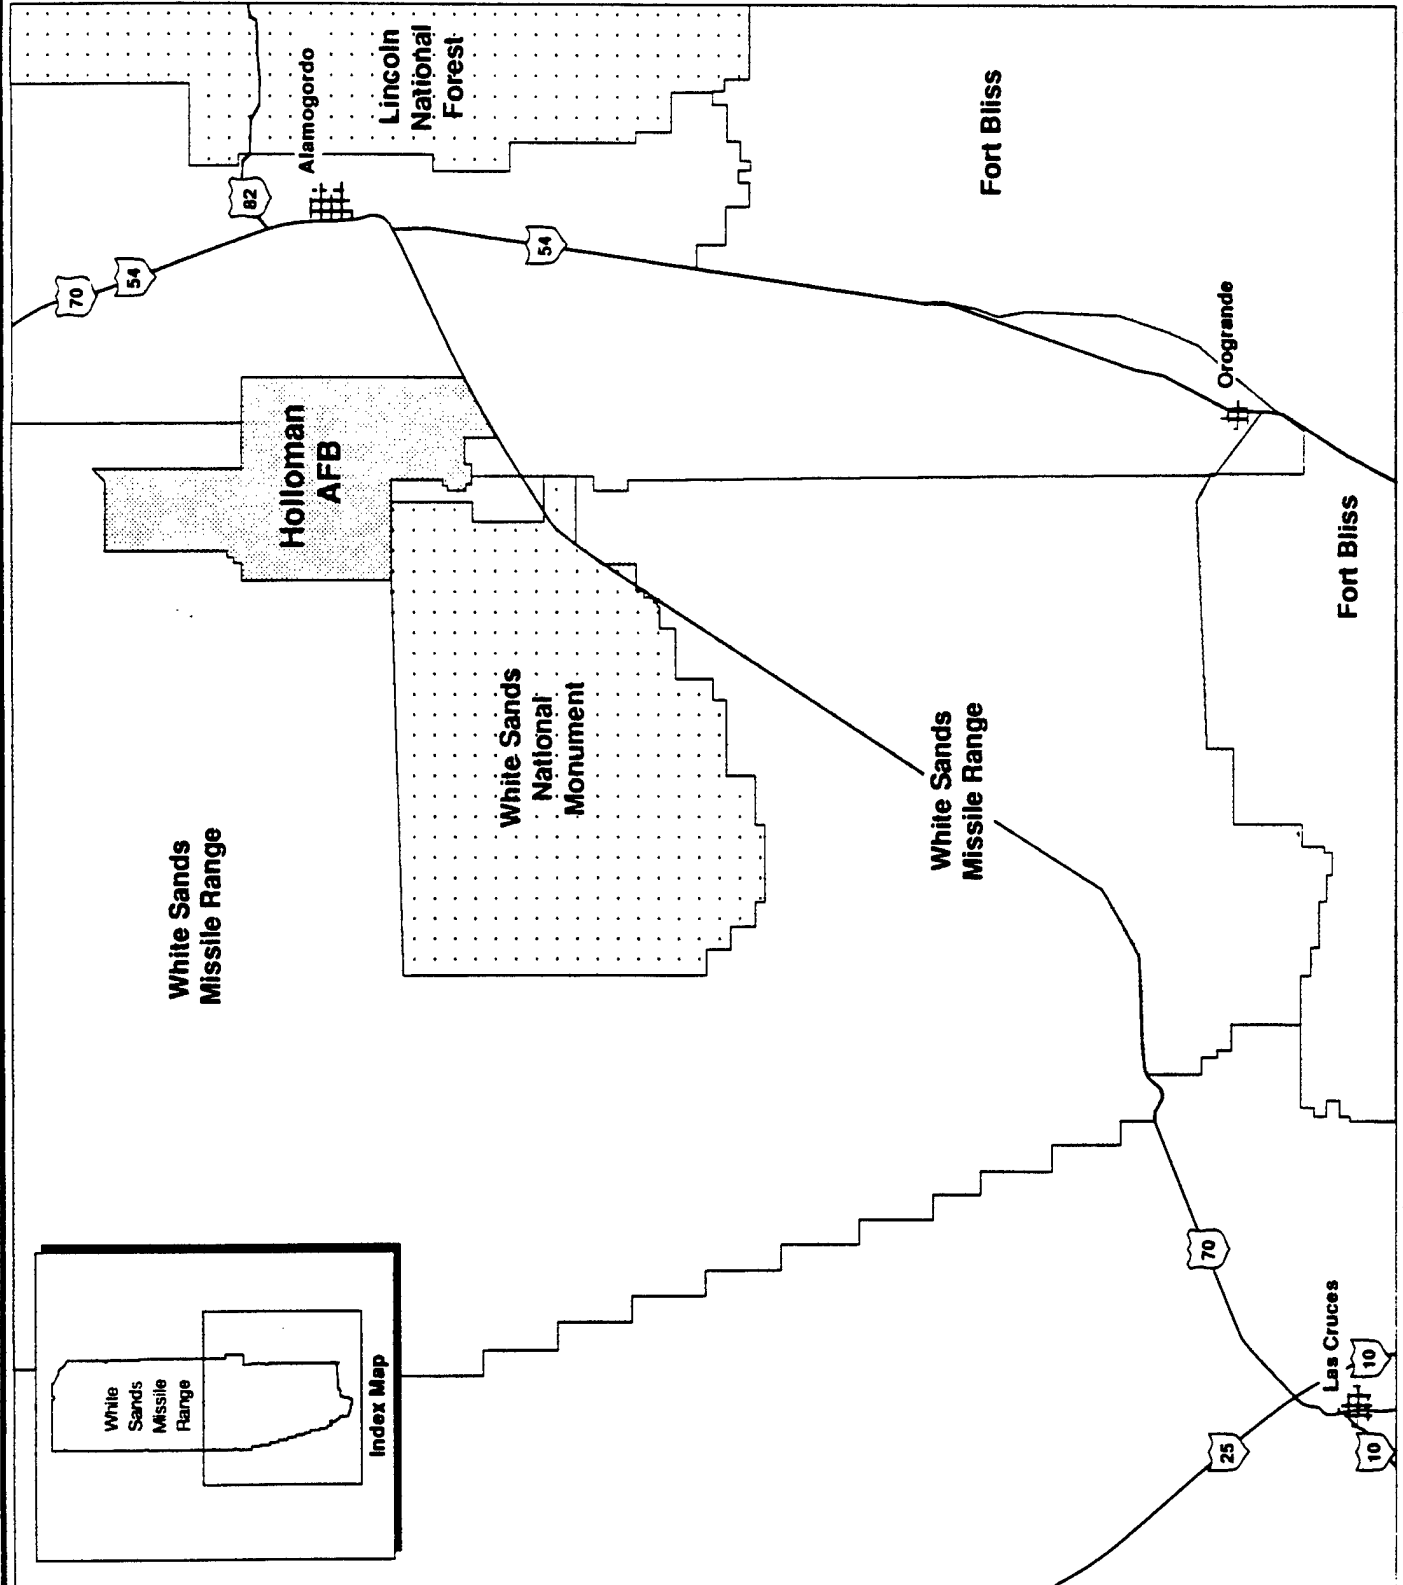 White
Sands
Missile
Range
Index Map
White Sands
Missile Range
Holloman
AFB
70
54
82
Alamogordo
Lincoln
National
Forest
54
White Sands
National
Monument
White Sands
Missile Range
Fort Bliss
Orogrande
Fort Bliss
70
25
Las Cruces
10
10